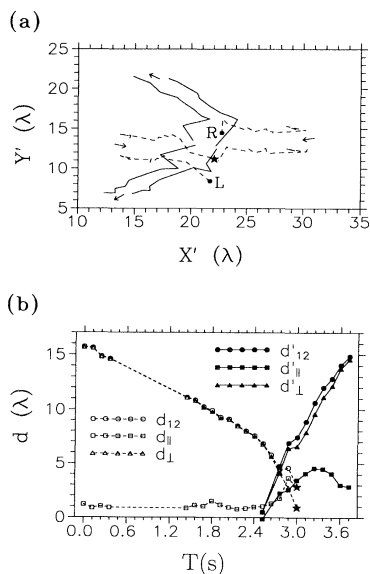 (a)
25
20
15
10
5
Y' (λ)
R
L
10 15 20 25 30 35
X' (λ)
(b)
15
10
5
0
d (λ)
d₁₂
d∥
d⊥
d'₁₂
d'∥
d'⊥
0.0 0.6 1.2 1.8 2.4 3.0 3.6
T(s)